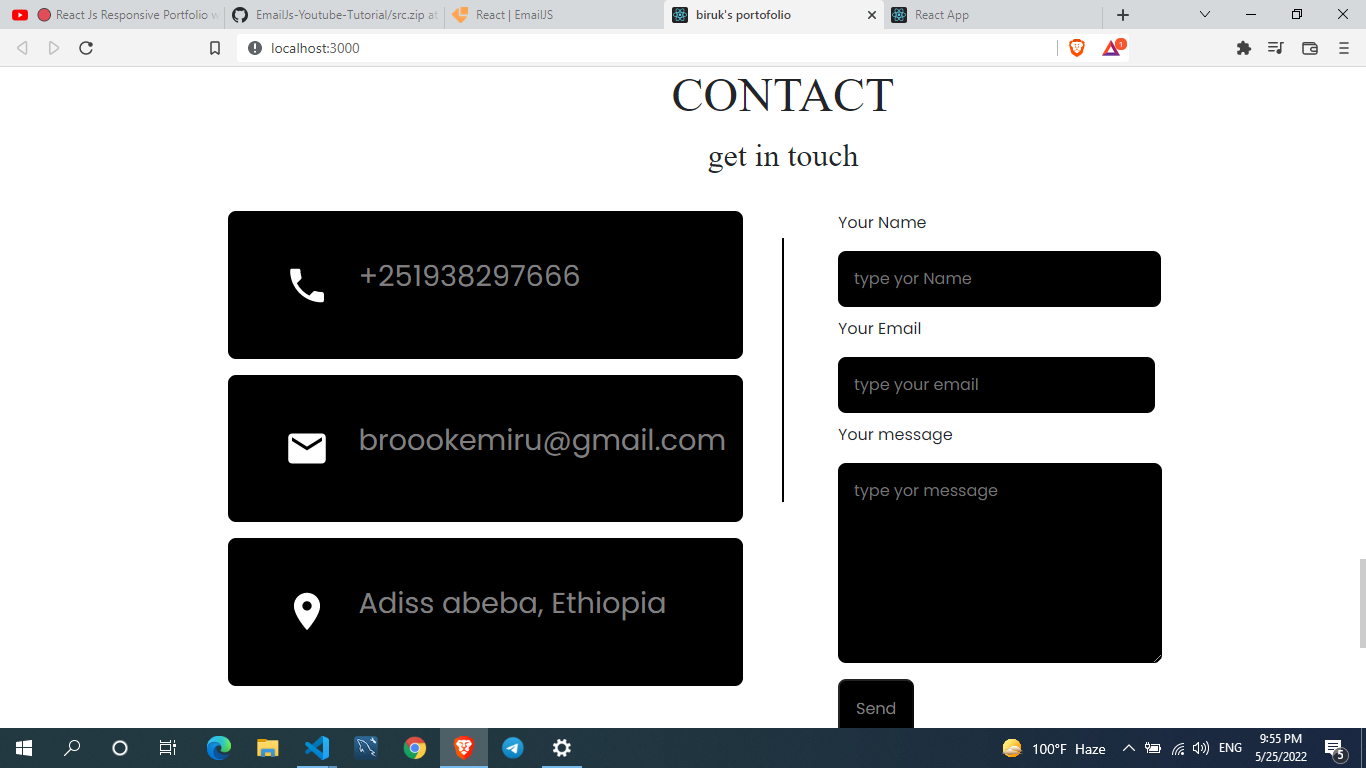 React Js Responsive Portfolio w
EmailJs-Youtube-Tutorial/src.zip at
React | EmailJS
biruk's portofolio
React App
localhost:3000
1
CONTACT
get in touch
+251938297666
broookemiru@gmail.com
Adiss abeba, Ethiopia
Your Name
type yor Name
Your Email
type your email
Your message
type yor message
Send
100°F Haze
ENG
9:55 PM
5/25/2022
5